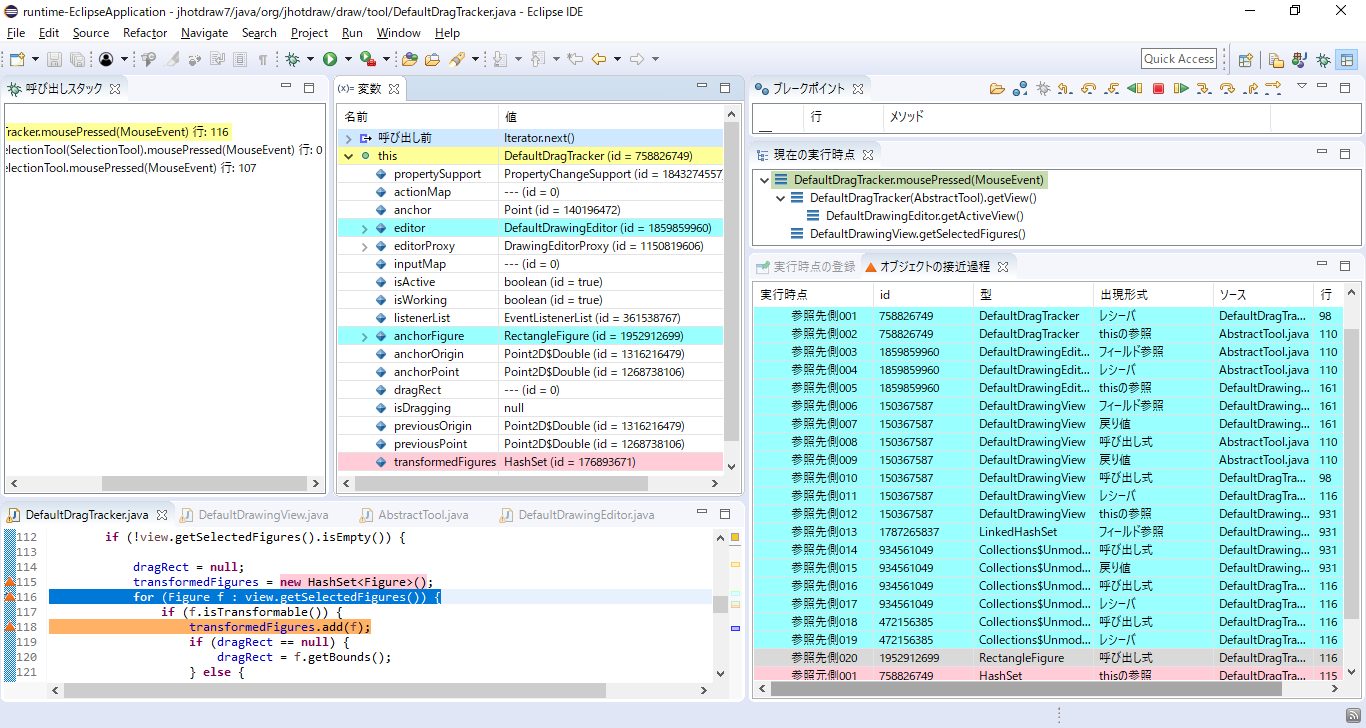 runtime-EclipseApplication - jhotdraw7/java/org/jhotdraw/draw/tool/DefaultDragTracker.java - Eclipse IDE
File Edit Source Refactor Navigate Search Project Run Window Help
Quick Access
呼び出しスタック
Tracker.mousePressed(MouseEvent) 行: 116
electionTool(SelectionTool).mousePressed(MouseEvent) 行: 0
electionTool.mousePressed(MouseEvent) 行: 107
(x)= 変数
名前 値
呼び出し前 Iterator.next()
this DefaultDragTracker (id = 758826749)
propertySupport PropertyChangeSupport (id = 1843274557
actionMap --- (id = 0)
anchor Point (id = 140196472)
editor DefaultDrawingEditor (id = 1859859960)
editorProxy DrawingEditorProxy (id = 1150819606)
inputMap --- (id = 0)
isActive boolean (id = true)
isWorking boolean (id = true)
listenerList EventListenerList (id = 361538767)
anchorFigure RectangleFigure (id = 1952912699)
anchorOrigin Point2D$Double (id = 1316216479)
anchorPoint Point2D$Double (id = 1268738106)
dragRect --- (id = 0)
isDragging null
previousOrigin Point2D$Double (id = 1316216479)
previousPoint Point2D$Double (id = 1268738106)
transformedFigures HashSet (id = 176893671)
ブレークポイント
行 メソッド
現在の実行時点
DefaultDragTracker.mousePressed(MouseEvent)
DefaultDragTracker(AbstractTool).getView()
DefaultDrawingEditor.getActiveView()
DefaultDrawingView.getSelectedFigures()
実行時点の登録 オブジェクトの接近過程
実行時点 id 型 出現形式 ソース 行
参照先側001 758826749 DefaultDragTracker レシーバ DefaultDragTra... 98
参照先側002 758826749 DefaultDragTracker thisの参照 AbstractTool.java 110
参照先側003 1859859960 DefaultDrawingEdit... フィールド参照 AbstractTool.java 110
参照先側004 1859859960 DefaultDrawingEdit... レシーバ AbstractTool.java 110
参照先側005 1859859960 DefaultDrawingEdit... thisの参照 DefaultDrawing... 161
参照先側006 150367587 DefaultDrawingView フィールド参照 DefaultDrawing... 161
参照先側007 150367587 DefaultDrawingView 戻り値 DefaultDrawing... 161
参照先側008 150367587 DefaultDrawingView 呼び出し式 AbstractTool.java 110
参照先側009 150367587 DefaultDrawingView 戻り値 AbstractTool.java 110
参照先側010 150367587 DefaultDrawingView 呼び出し式 DefaultDragTra... 98
参照先側011 150367587 DefaultDrawingView レシーバ DefaultDragTra... 116
参照先側012 150367587 DefaultDrawingView thisの参照 DefaultDrawing... 931
参照先側013 1787265837 LinkedHashSet フィールド参照 DefaultDrawing... 931
参照先側014 934561049 Collections$Unmod... 呼び出し式 DefaultDrawing... 931
参照先側015 934561049 Collections$Unmod... 戻り値 DefaultDrawing... 931
参照先側016 934561049 Collections$Unmod... 呼び出し式 DefaultDragTra... 116
参照先側017 934561049 Collections$Unmod... レシーバ DefaultDragTra... 116
参照先側018 472156385 Collections$Unmod... 呼び出し式 DefaultDragTra... 116
参照先側019 472156385 Collections$Unmod... レシーバ DefaultDragTra... 116
参照先側020 1952912699 RectangleFigure 呼び出し式 DefaultDragTra... 116
参照元側001 758826749 HashSet thisの参照 DefaultDragTra... 115
DefaultDragTracker.java DefaultDrawingView.java AbstractTool.java DefaultDrawingEditor.java
112 if (!view.getSelectedFigures().isEmpty()) {
113
114 dragRect = null;
115 transformedFigures = new HashSet<Figure>();
116 for (Figure f : view.getSelectedFigures()) {
117 if (f.isTransformable()) {
118 transformedFigures.add(f);
119 if (dragRect == null) {
120 dragRect = f.getBounds();
121 } else {